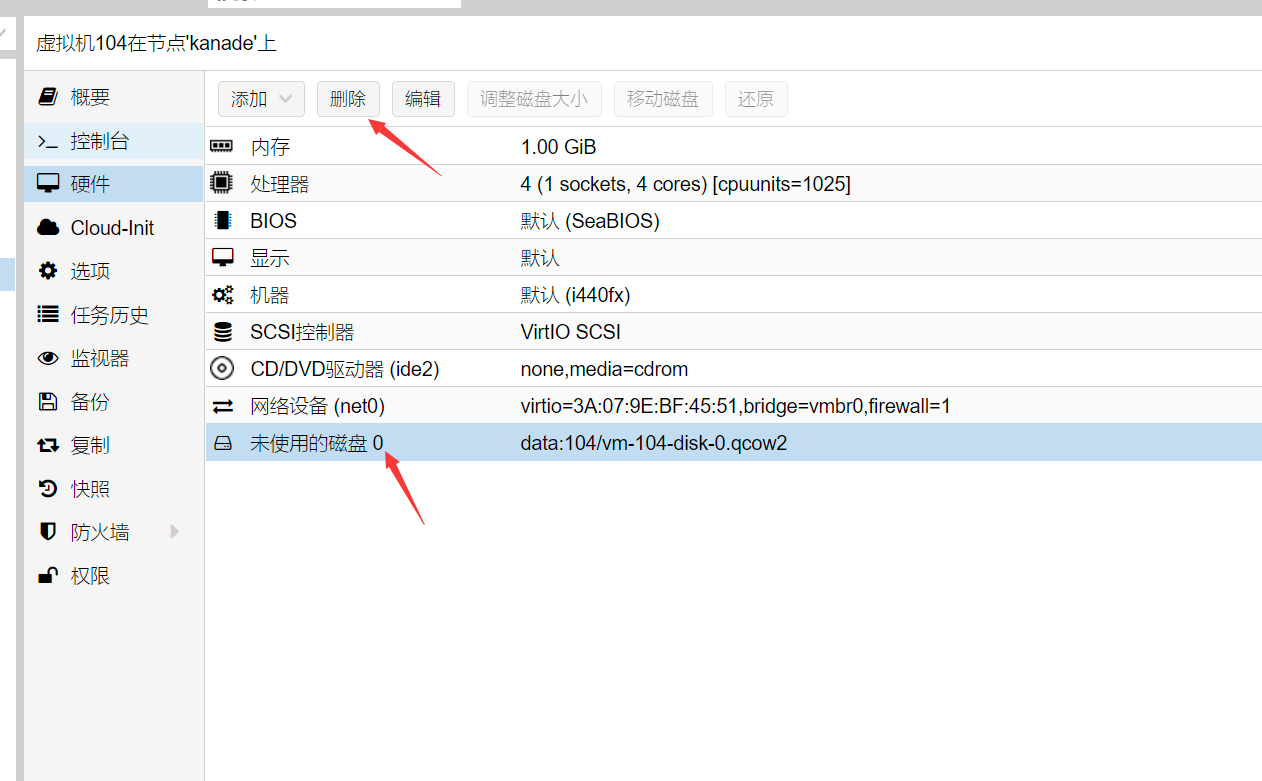 虚拟机104在节点'kanade'上
概要
控制台
硬件
Cloud-Init
选项
任务历史
监视器
备份
复制
快照
防火墙
权限
添加 删除 编辑 调整磁盘大小 移动磁盘 还原
内存 1.00 GiB
处理器 4 (1 sockets, 4 cores) [cpuunits=1025]
BIOS 默认 (SeaBIOS)
显示 默认
机器 默认 (i440fx)
SCSI控制器 VirtIO SCSI
CD/DVD驱动器 (ide2) none,media=cdrom
网络设备 (net0) virtio=3A:07:9E:BF:45:51,bridge=vmbr0,firewall=1
未使用的磁盘 0 data:104/vm-104-disk-0.qcow2